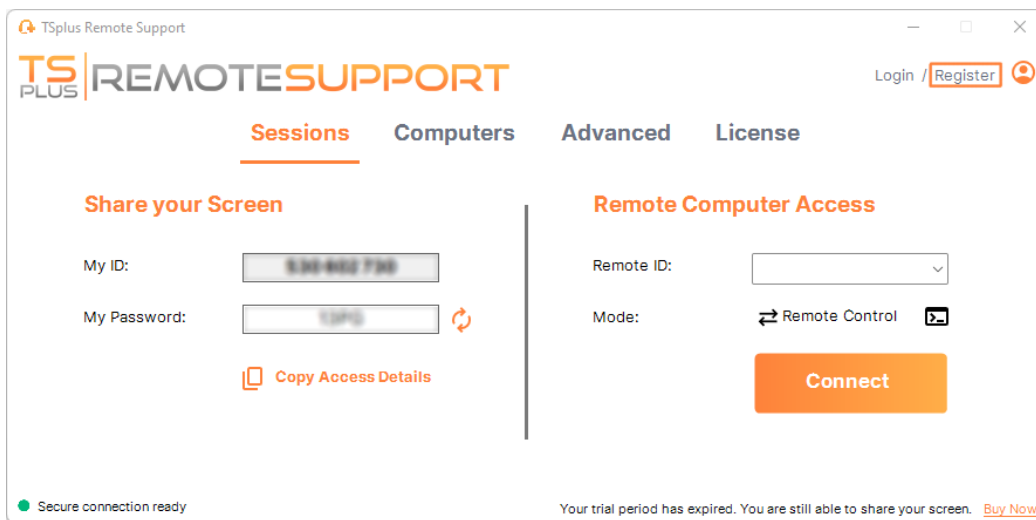 TSplus Remote Support
TS PLUS REMOTESUPPORT
Login / Register
Sessions Computers Advanced License
Share your Screen
My ID:
My Password:
Copy Access Details
Remote Computer Access
Remote ID:
Mode: Remote Control
Connect
Secure connection ready
Your trial period has expired. You are still able to share your screen. Buy Now